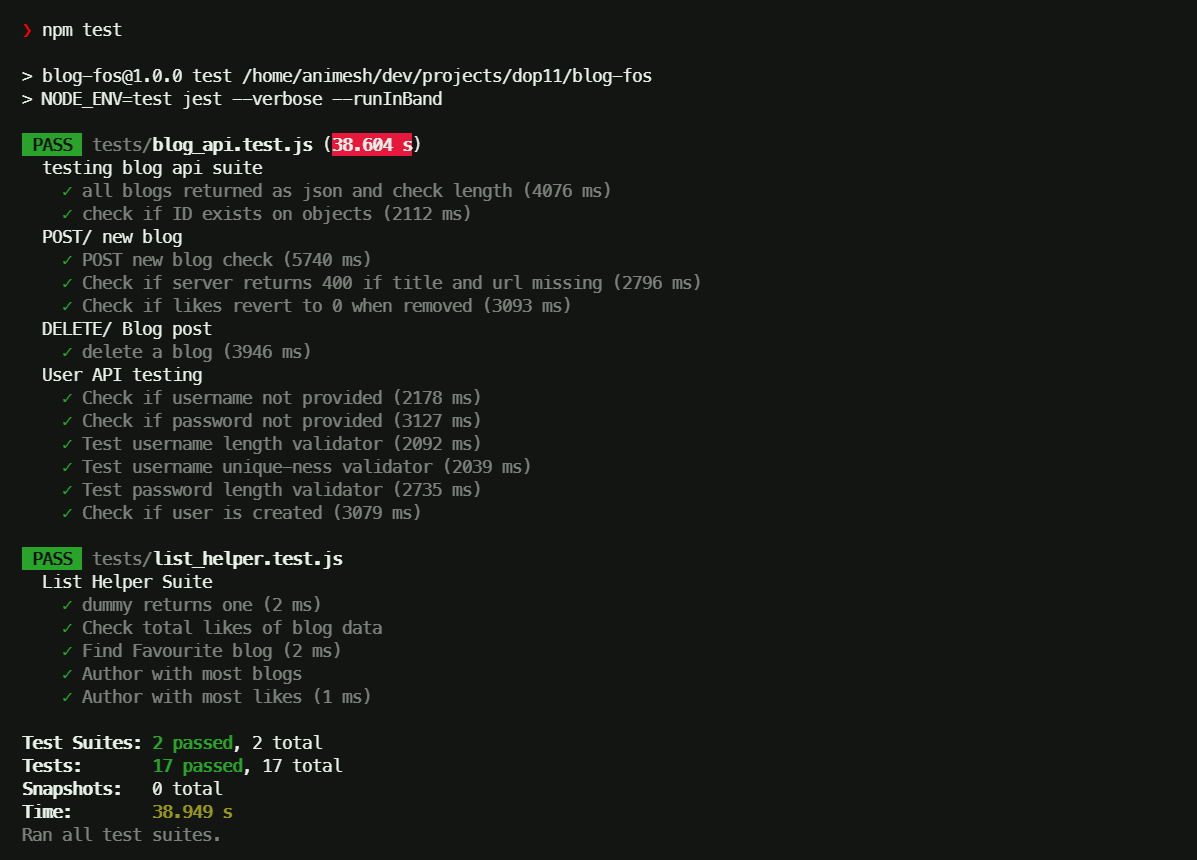 ❯ npm test
> blog-fos@1.0.0 test /home/animesh/dev/projects/dop11/blog-fos
> NODE_ENV=test jest --verbose --runInBand
PASS tests/blog_api.test.js (38.604 s)
testing blog api suite
✓ all blogs returned as json and check length (4076 ms)
✓ check if ID exists on objects (2112 ms)
POST/ new blog
✓ POST new blog check (5740 ms)
✓ Check if server returns 400 if title and url missing (2796 ms)
✓ Check if likes revert to 0 when removed (3093 ms)
DELETE/ Blog post
✓ delete a blog (3946 ms)
User API testing
✓ Check if username not provided (2178 ms)
✓ Check if password not provided (3127 ms)
✓ Test username length validator (2092 ms)
✓ Test username unique-ness validator (2039 ms)
✓ Test password length validator (2735 ms)
✓ Check if user is created (3079 ms)
PASS tests/list_helper.test.js
List Helper Suite
✓ dummy returns one (2 ms)
✓ Check total likes of blog data
✓ Find Favourite blog (2 ms)
✓ Author with most blogs
✓ Author with most likes (1 ms)
Test Suites: 2 passed, 2 total
Tests: 17 passed, 17 total
Snapshots: 0 total
Time: 38.949 s
Ran all test suites.